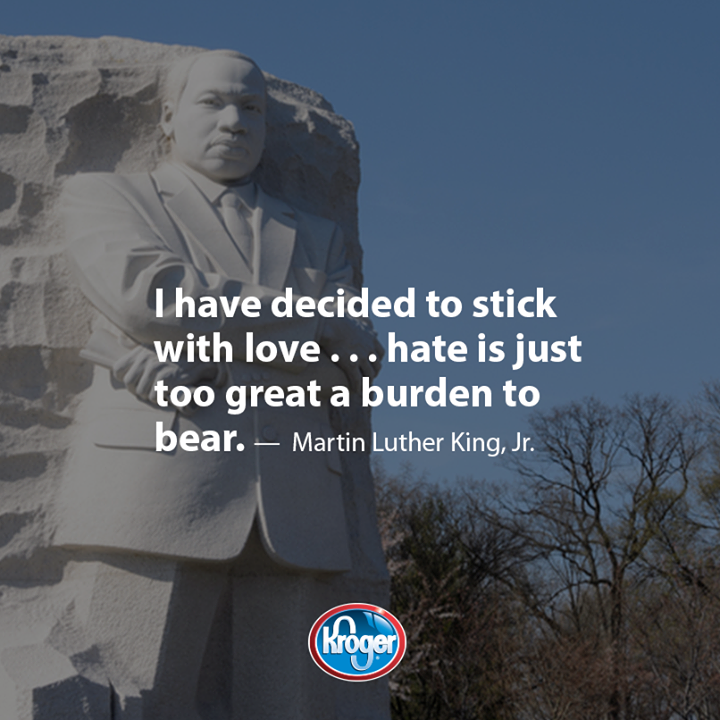 I have decided to stick
with love . . . hate is just
too great a burden to
bear. — Martin Luther King, Jr.
Kroger